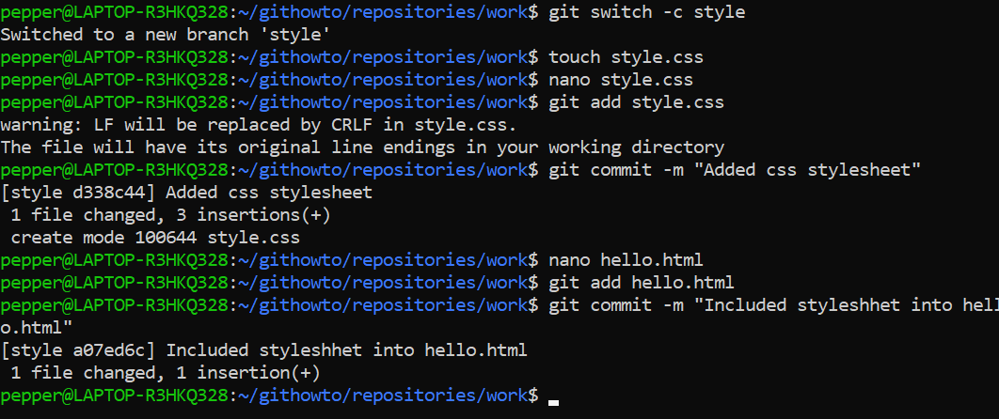 pepper@LAPTOP-R3HKQ328:~/githowto/repositories/work$ git switch -c style
Switched to a new branch 'style'
pepper@LAPTOP-R3HKQ328:~/githowto/repositories/work$ touch style.css
pepper@LAPTOP-R3HKQ328:~/githowto/repositories/work$ nano style.css
pepper@LAPTOP-R3HKQ328:~/githowto/repositories/work$ git add style.css
warning: LF will be replaced by CRLF in style.css.
The file will have its original line endings in your working directory
pepper@LAPTOP-R3HKQ328:~/githowto/repositories/work$ git commit -m "Added css stylesheet"
[style d338c44] Added css stylesheet
 1 file changed, 3 insertions(+)
 create mode 100644 style.css
pepper@LAPTOP-R3HKQ328:~/githowto/repositories/work$ nano hello.html
pepper@LAPTOP-R3HKQ328:~/githowto/repositories/work$ git add hello.html
pepper@LAPTOP-R3HKQ328:~/githowto/repositories/work$ git commit -m "Included styleshhet into hell
o.html"
[style a07ed6c] Included styleshhet into hello.html
 1 file changed, 1 insertion(+)
pepper@LAPTOP-R3HKQ328:~/githowto/repositories/work$